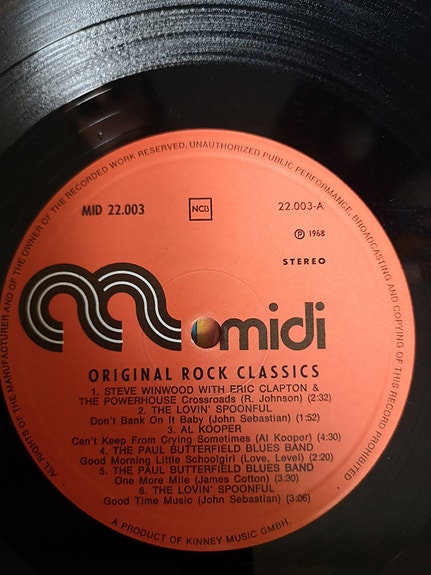 ALL RIGHTS OF THE MANUFACTURER AND OF THE OWNER OF THE RECORDED WORK RESERVED. UNAUTHORIZED PUBLIC PERFORMANCE, BROADCASTING AND COPYING OF THIS RECORD PROHIBITED
MID 22.003 NCB 22.003-A
Ⓟ 1968
STEREO
midi
ORIGINAL ROCK CLASSICS
1. STEVE WINWOOD WITH ERIC CLAPTON &
THE POWERHOUSE Crossroads (R. Johnson) (2:32)
2. THE LOVIN' SPOONFUL
Don't Bank On It Baby (John Sebastian) (1:52)
3. AL KOOPER
Can't Keep From Crying Sometimes (Al Kooper) (4:30)
4. THE PAUL BUTTERFIELD BLUES BAND
Good Morning Little Schoolgirl (Love, Level) (2:20)
5. THE PAUL BUTTERFIELD BLUES BAND
One More Mile (James Cotton) (3:30)
6. THE LOVIN' SPOONFUL
Good Time Music (John Sebastian) (3:06)
A PRODUCT OF KINNEY MUSIC GMBH.